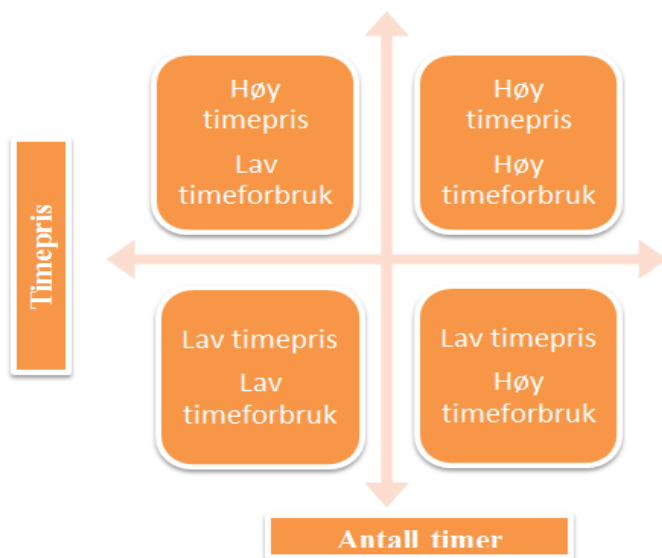 Høy
timepris
Lav
timeforbruk
Høy
timepris
Høy
timeforbruk
Timepris
Lav timepris
Lav
timeforbruk
Lav timepris
Høy
timeforbruk
Antall timer